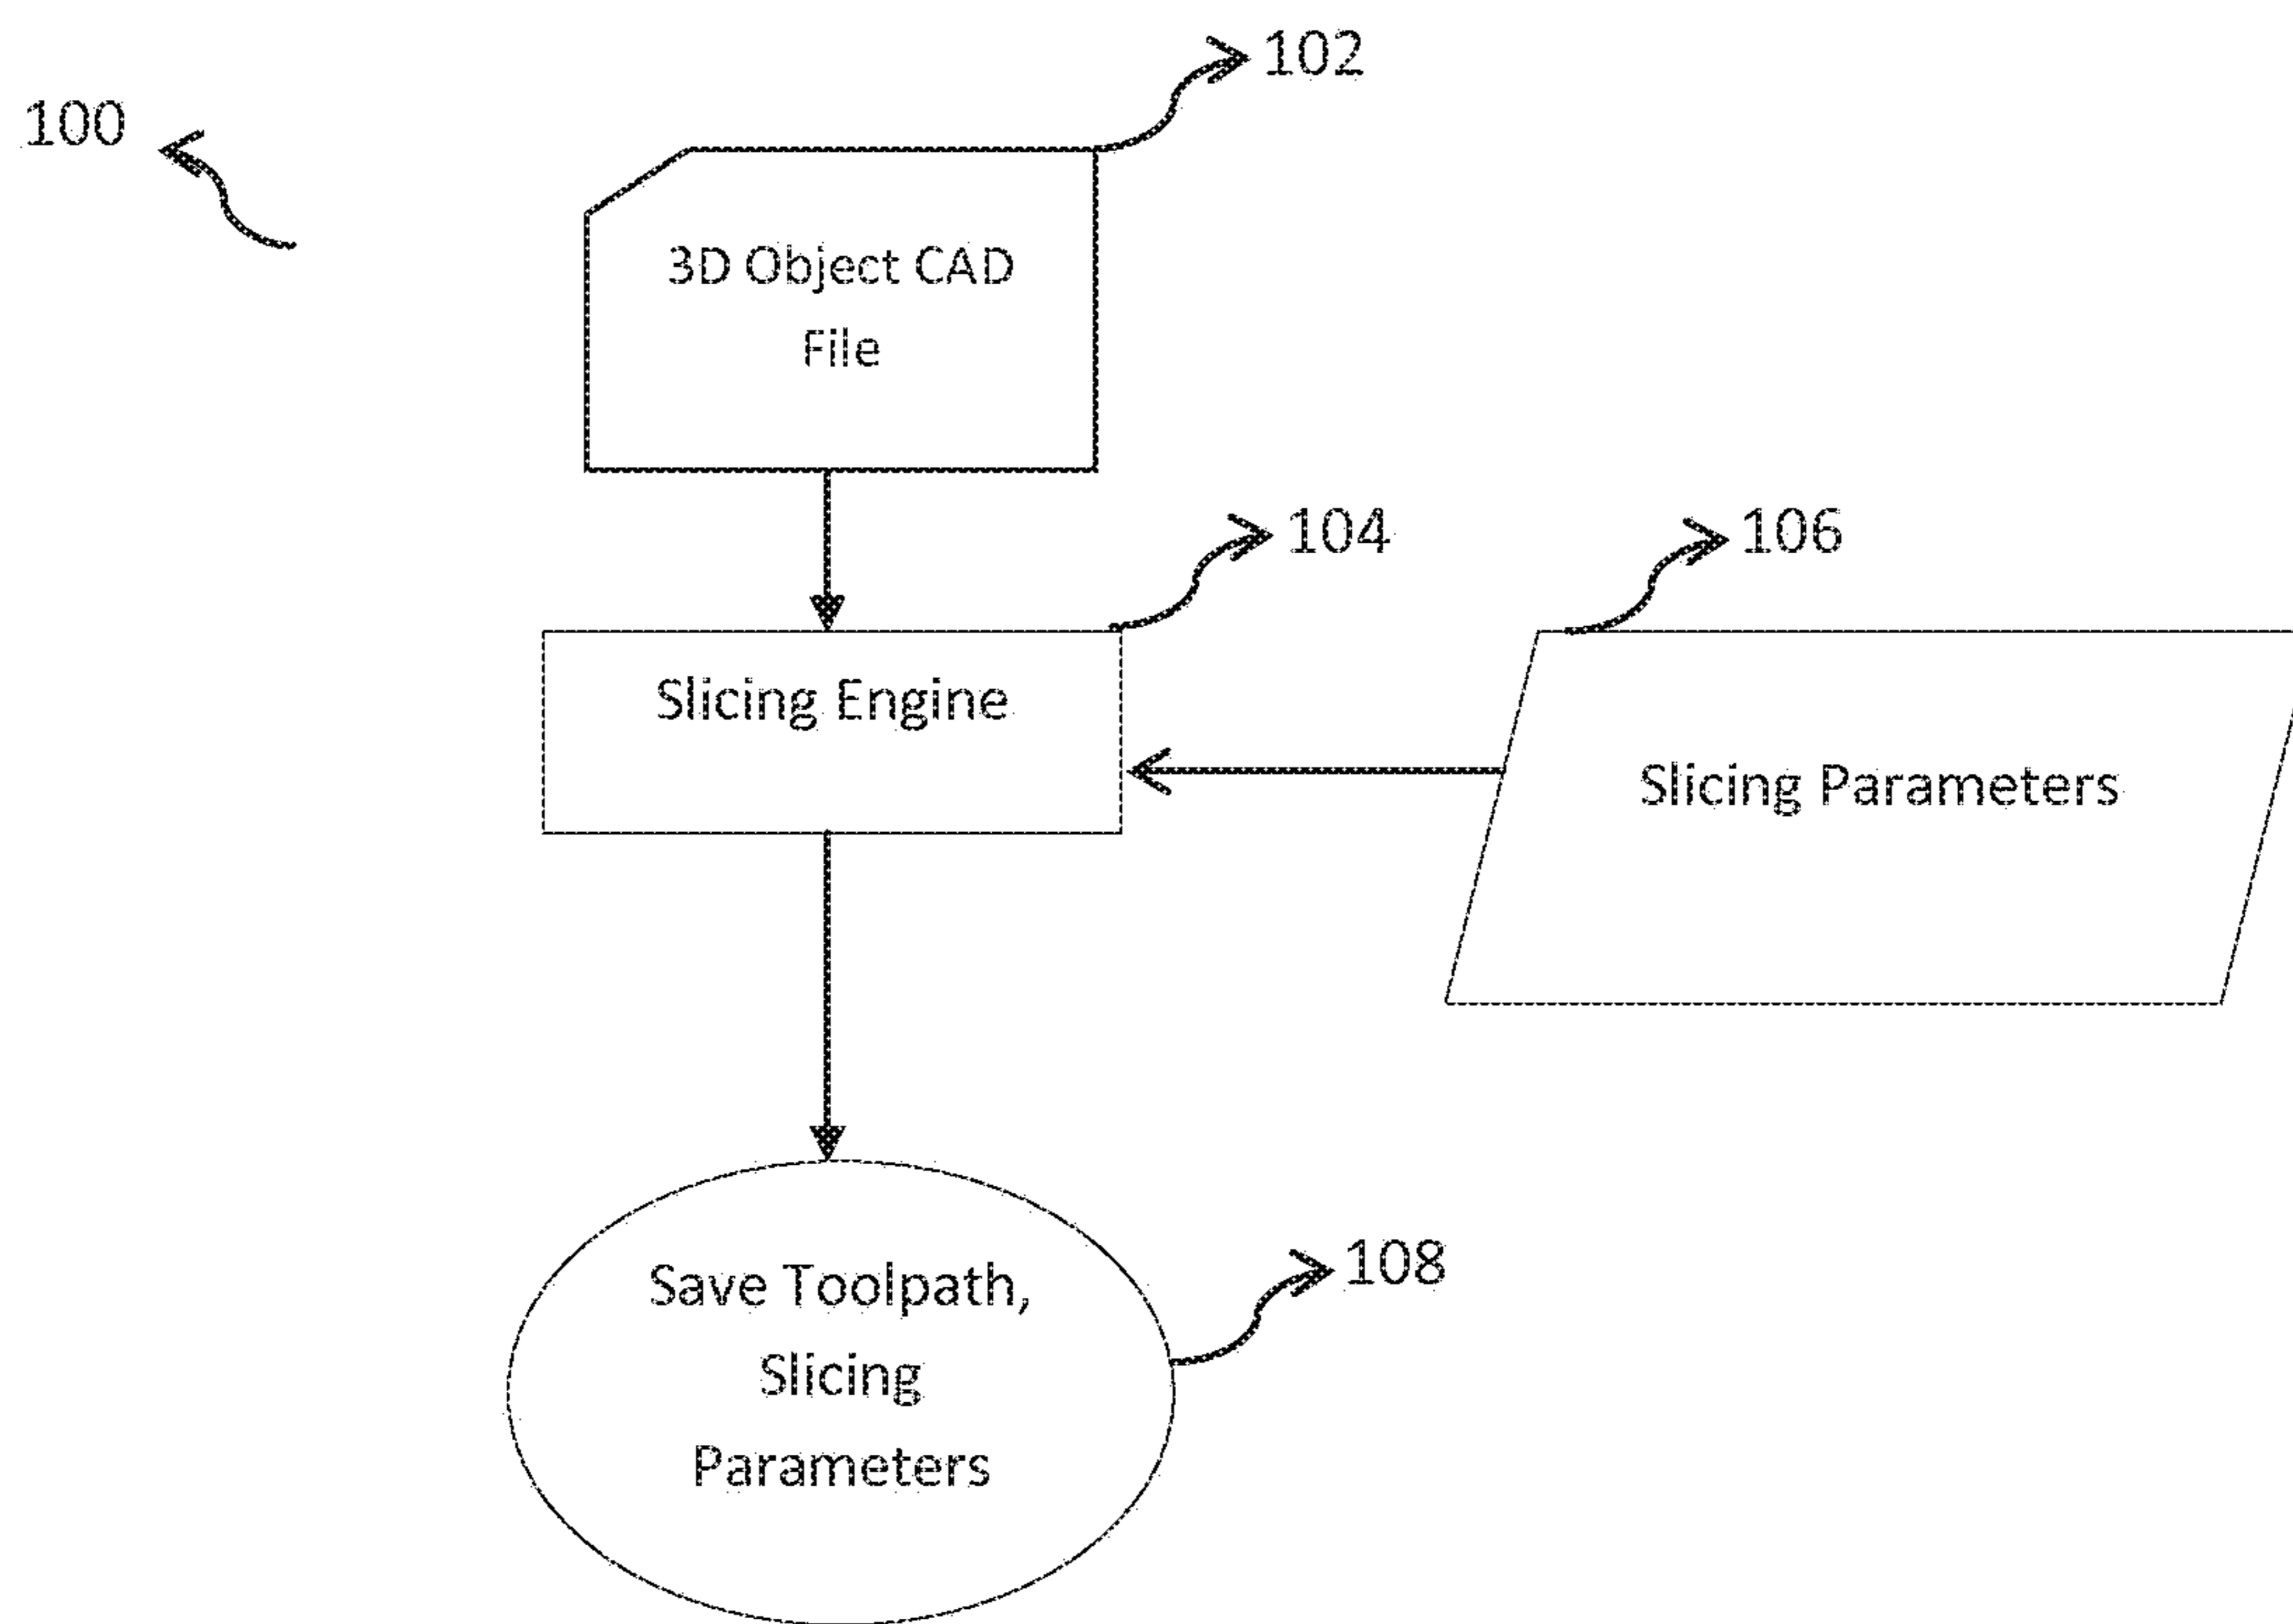 102
100
3D Object CAD
File
104
106
Slicing Engine
Slicing Parameters
108
Save Toolpath,
Slicing
Parameters